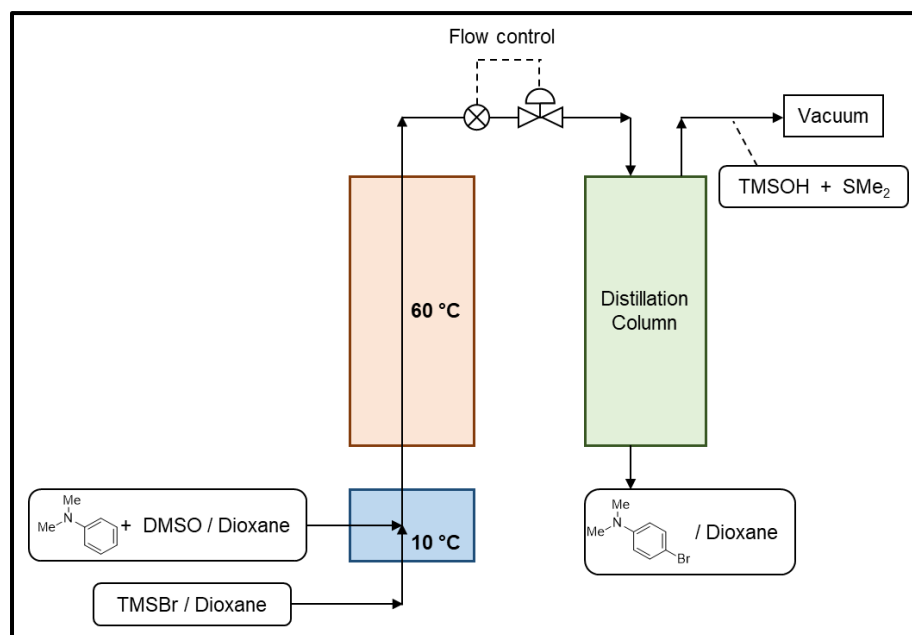 Flow control
Vacuum
TMSOH + SMe₂
60 °C
Distillation
Column
Me
Me N + DMSO / Dioxane
10 °C
TMSBr / Dioxane
Me
Me N / Dioxane
Br